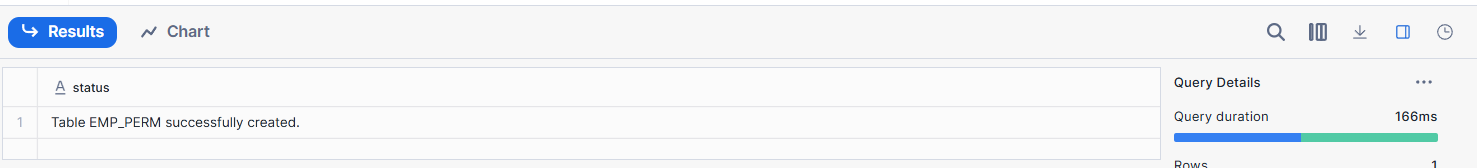 Results Chart
A status
Query Details
1 Table EMP_PERM successfully created.
Query duration 166ms
Rows 1